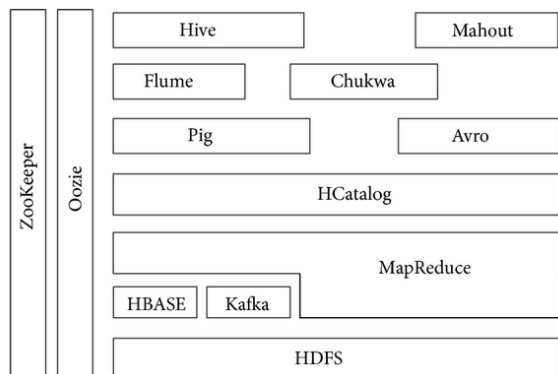 ZooKeeper
Oozie
Hive
Mahout
Flume
Chukwa
Pig
Avro
HCatalog
MapReduce
HBASE
Kafka
HDFS